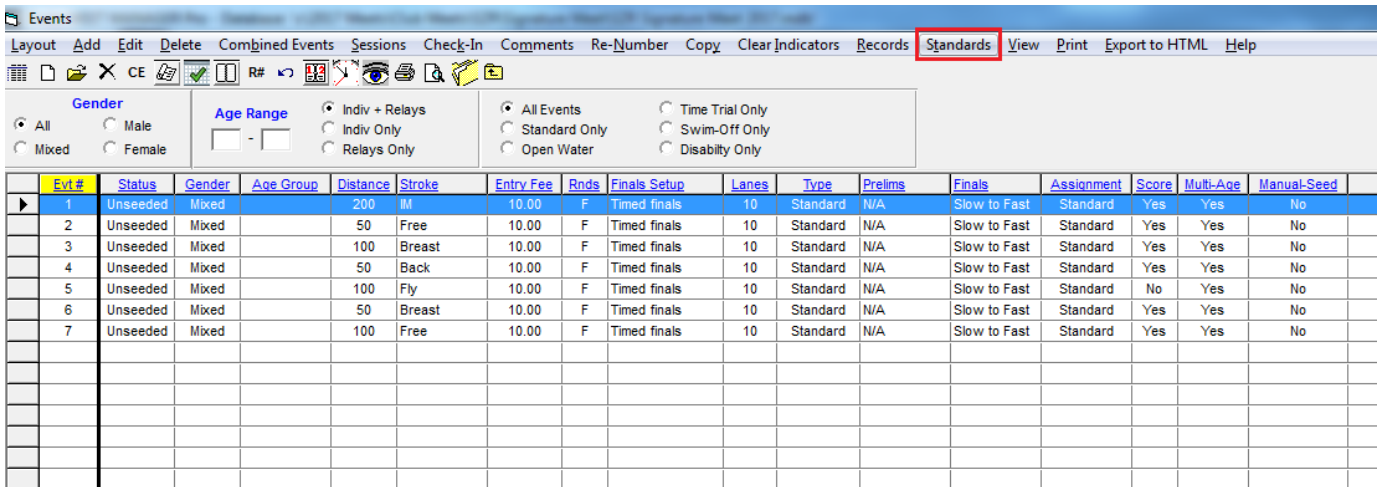 Events
Layout Add Edit Delete Combined Events Sessions Check-In Comments Re-Number Copy Clear Indicators Records Standards View Print Export to HTML Help
CE R#
Gender
All Male
Mixed Female
Age Range
-
Indiv + Relays
Indiv Only
Relays Only
All Events Time Trial Only
Standard Only Swim-Off Only
Open Water Disabilty Only
Evt # Status Gender Age Group Distance Stroke Entry Fee Rnds Finals Setup Lanes Type Prelims Finals Assignment Score Multi-Age Manual-Seed
1 Unseeded Mixed 200 IM 10.00 F Timed finals 10 Standard N/A Slow to Fast Standard Yes Yes No
2 Unseeded Mixed 50 Free 10.00 F Timed finals 10 Standard N/A Slow to Fast Standard Yes Yes No
3 Unseeded Mixed 100 Breast 10.00 F Timed finals 10 Standard N/A Slow to Fast Standard Yes Yes No
4 Unseeded Mixed 50 Back 10.00 F Timed finals 10 Standard N/A Slow to Fast Standard Yes Yes No
5 Unseeded Mixed 100 Fly 10.00 F Timed finals 10 Standard N/A Slow to Fast Standard No Yes No
6 Unseeded Mixed 50 Breast 10.00 F Timed finals 10 Standard N/A Slow to Fast Standard Yes Yes No
7 Unseeded Mixed 100 Free 10.00 F Timed finals 10 Standard N/A Slow to Fast Standard Yes Yes No